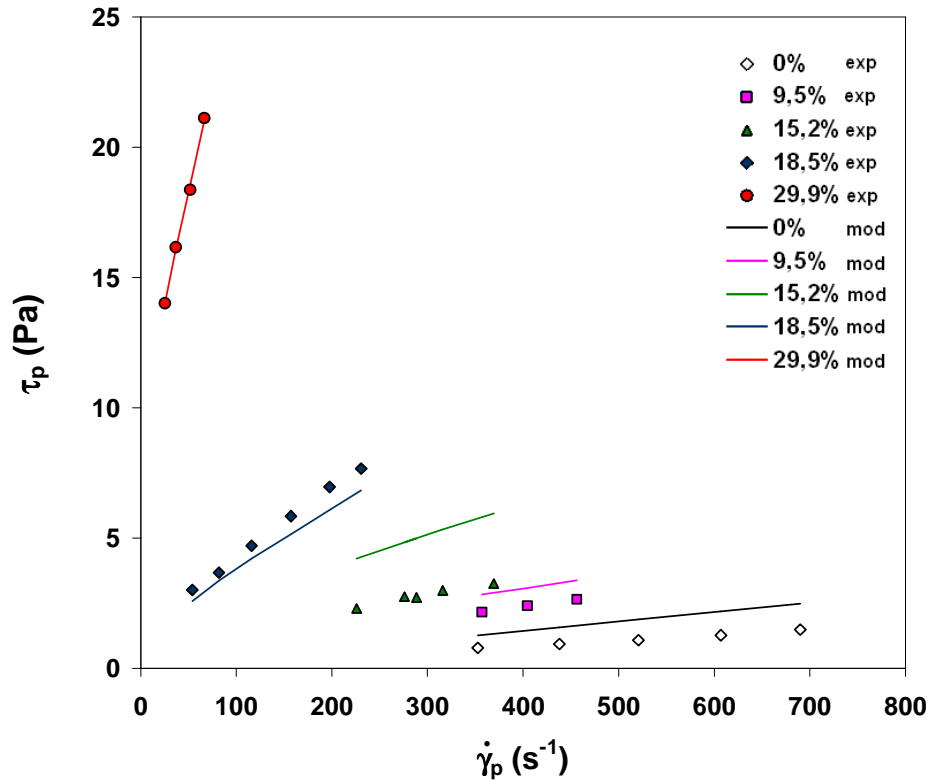 25
20
15
10
5
0
τp (Pa)
0% exp
9,5% exp
15,2% exp
18,5% exp
29,9% exp
0% mod
9,5% mod
15,2% mod
18,5% mod
29,9% mod
0 100 200 300 400 500 600 700 800
γ̇p (s⁻¹)